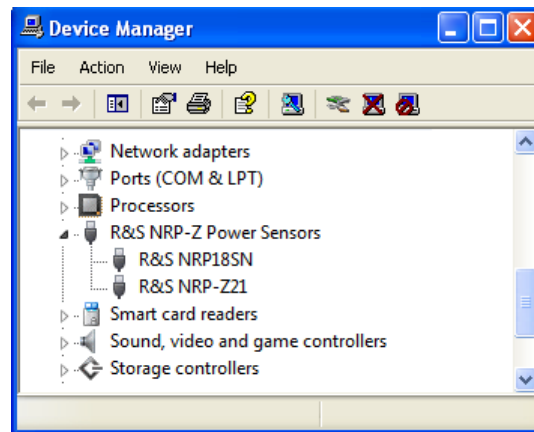 Device Manager
File Action View Help
Network adapters
Ports (COM & LPT)
Processors
R&S NRP-Z Power Sensors
R&S NRP18SN
R&S NRP-Z21
Smart card readers
Sound, video and game controllers
Storage controllers